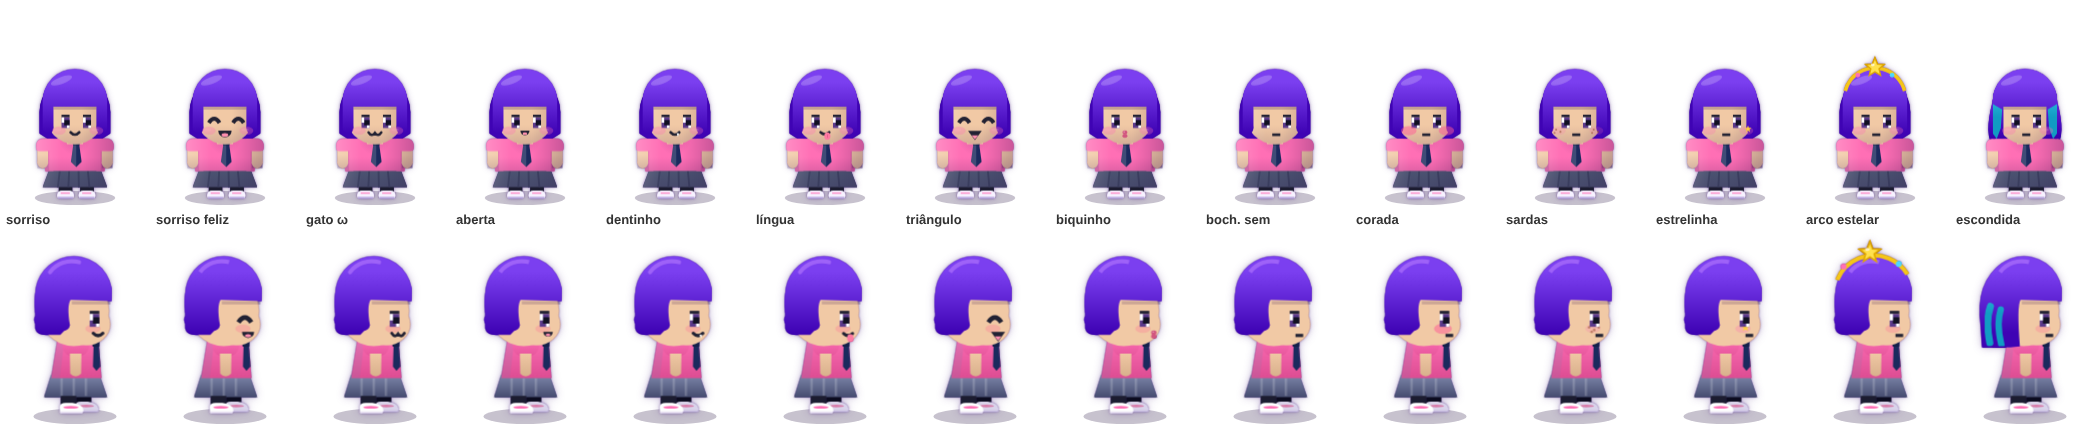 sorriso
sorriso feliz
gato ω
aberta
dentinho
língua
triângulo
biquinho
boch. sem
corada
sardas
estrelinha
arco estelar
escondida